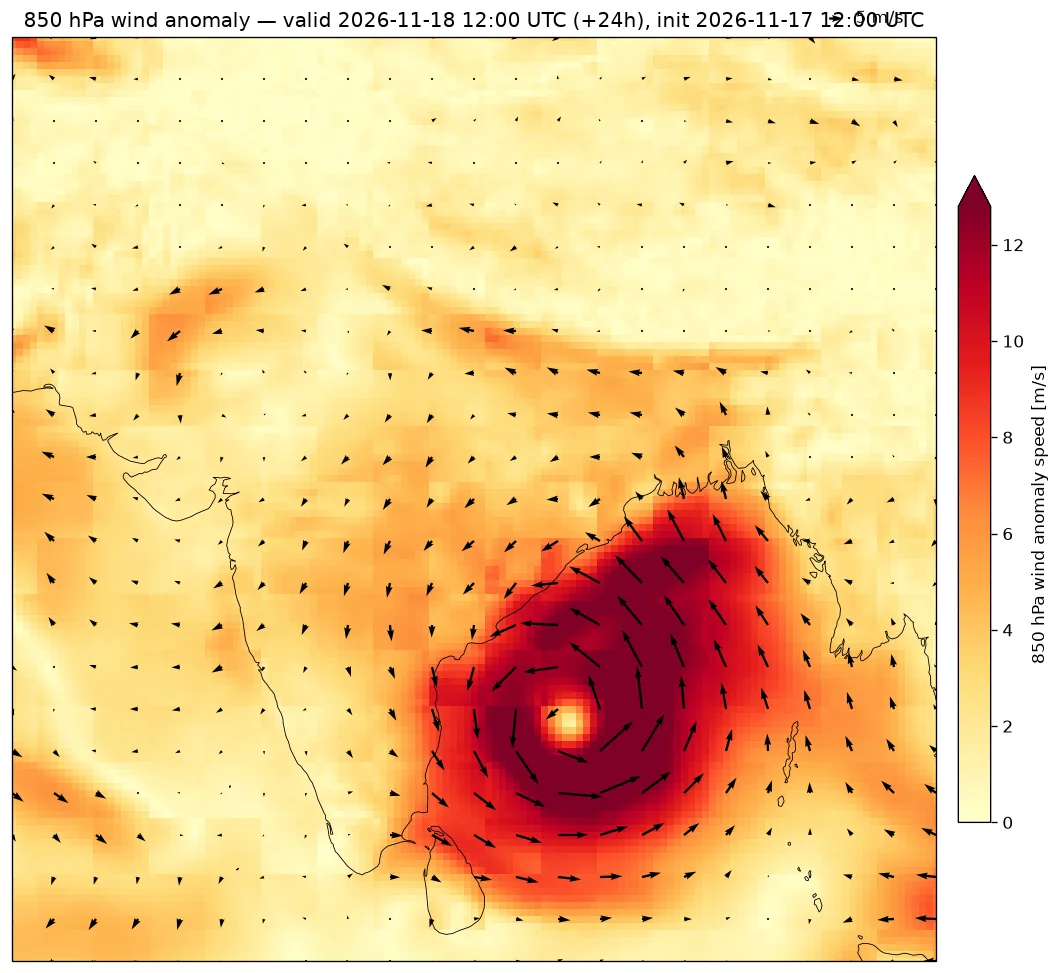 850 hPa wind anomaly — valid 2026-11-18 12:00 UTC (+24h), init 2026-11-17 12:00 UTC
5 m/s
12
10
8
6
4
2
0
850 hPa wind anomaly speed [m/s]